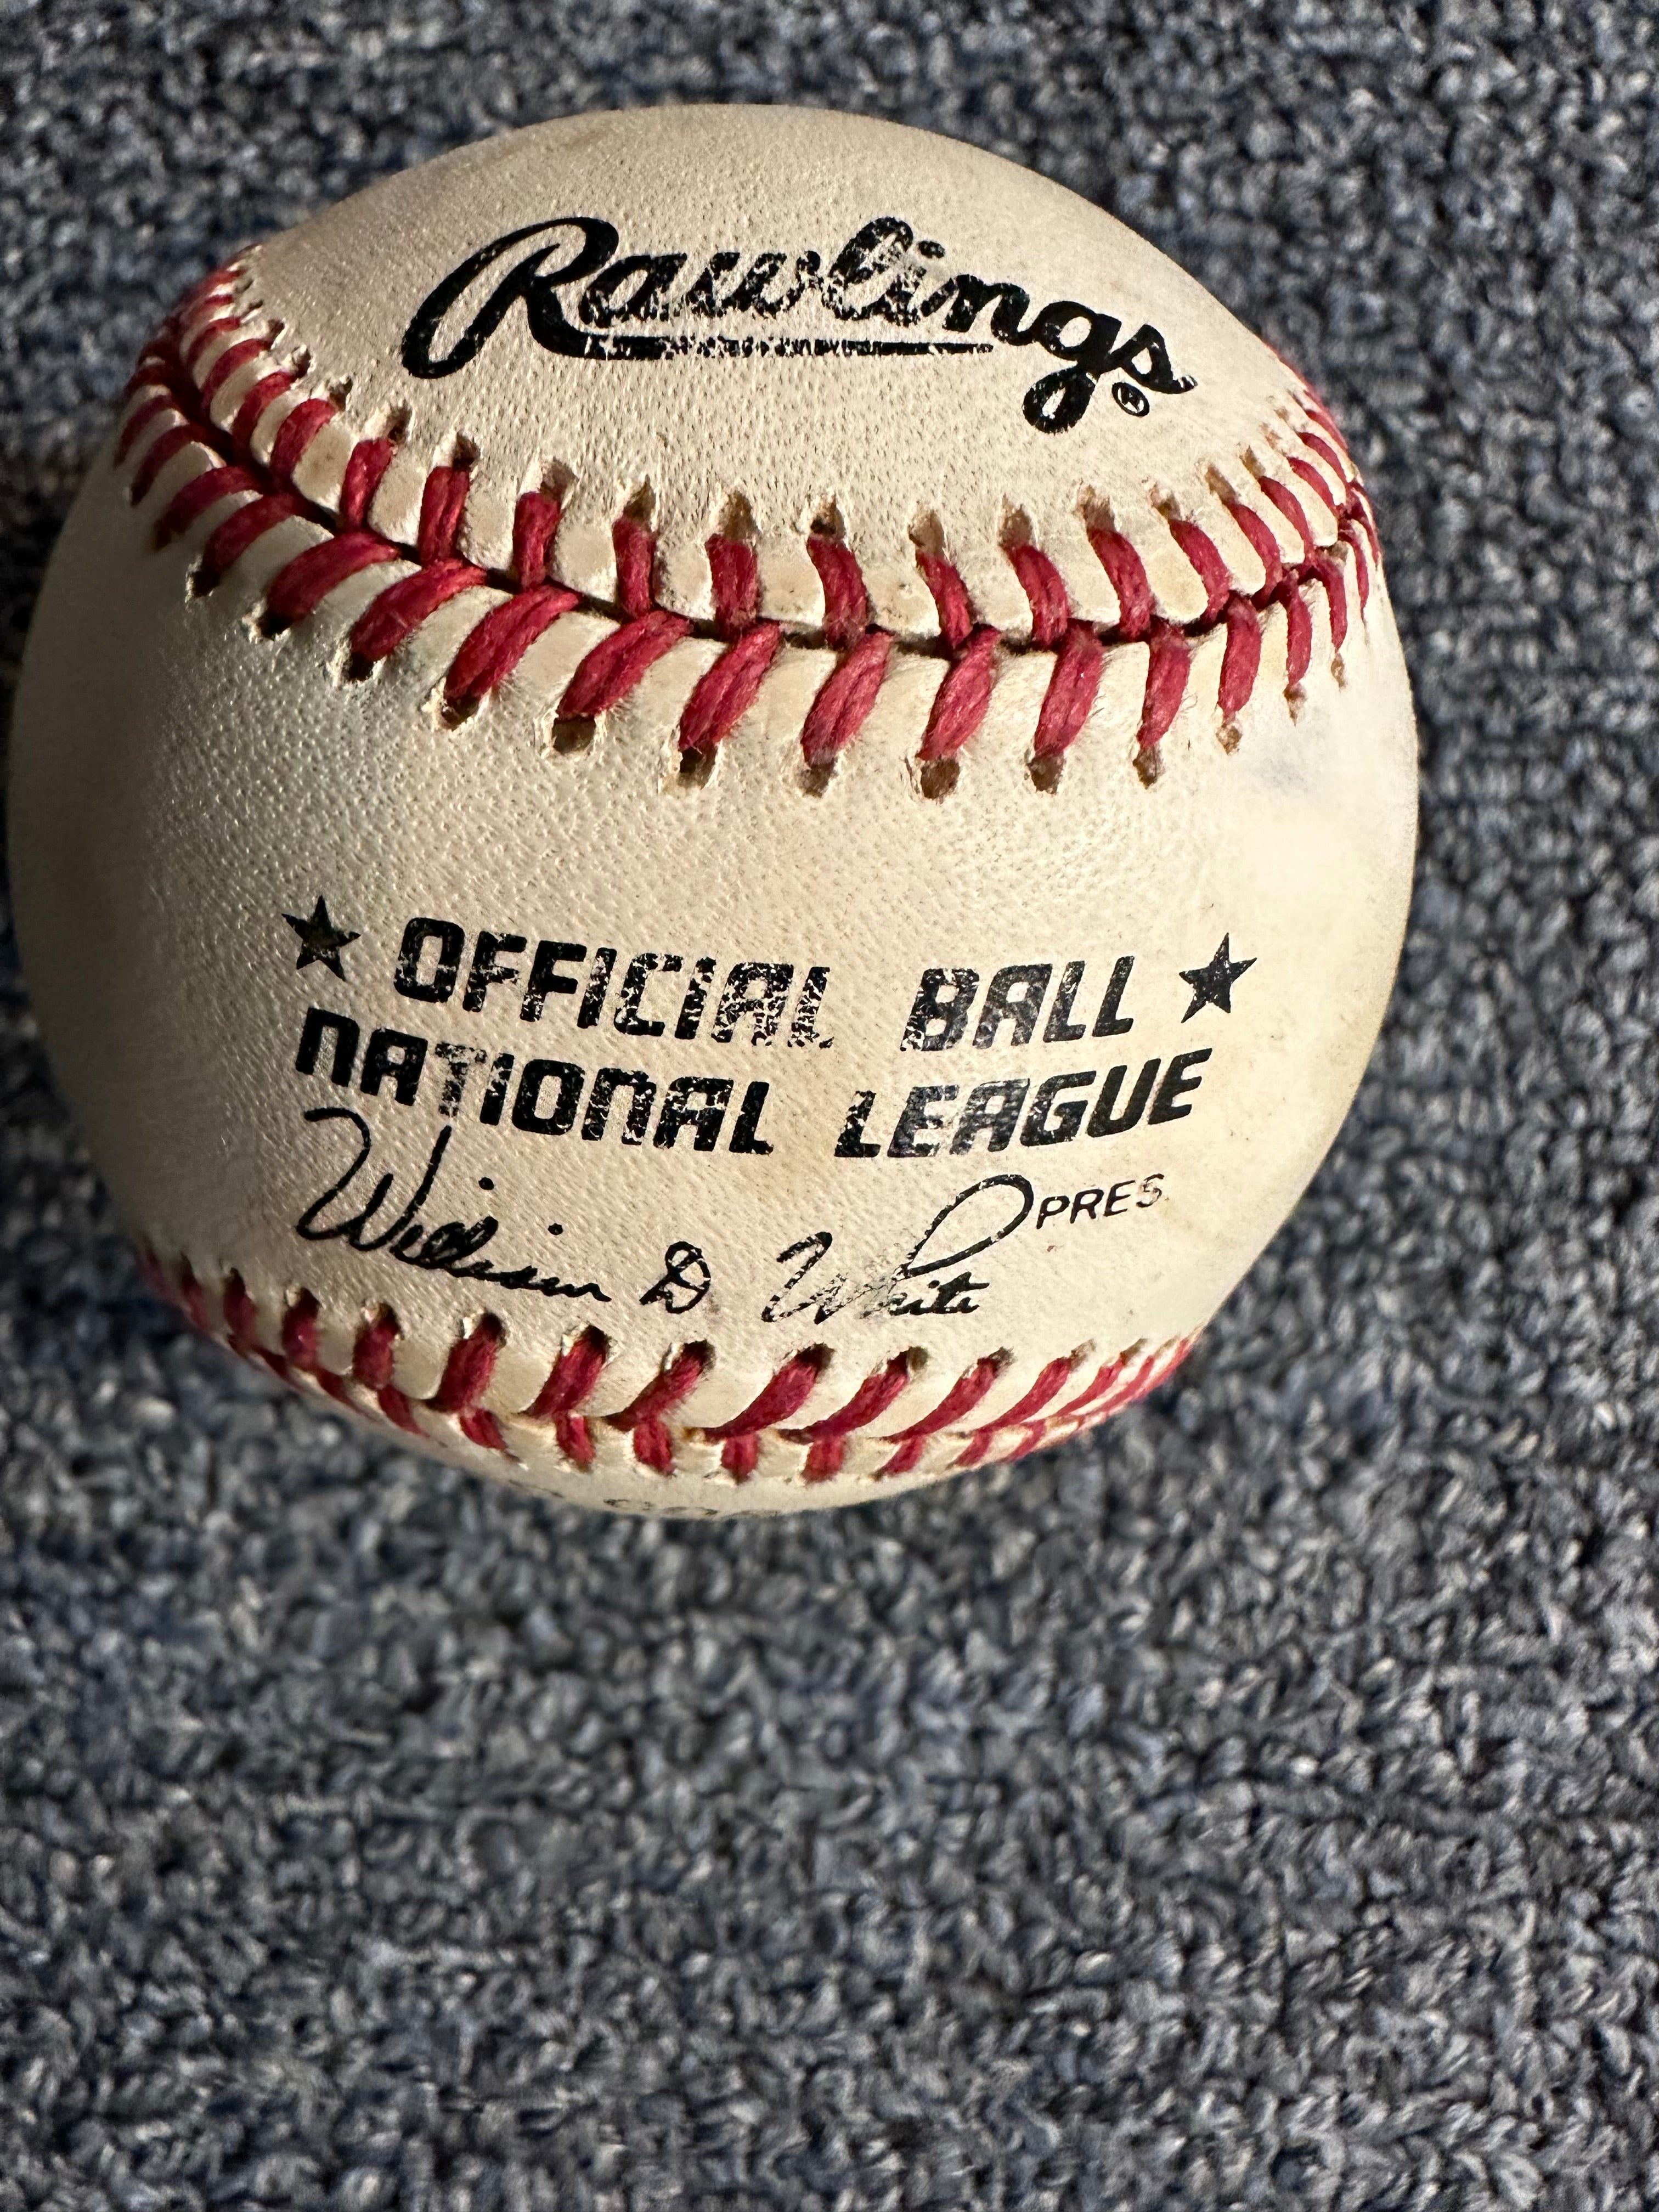 Rawlings ®
★ OFFICIAL BALL ★
NATIONAL LEAGUE
William D White PRES.